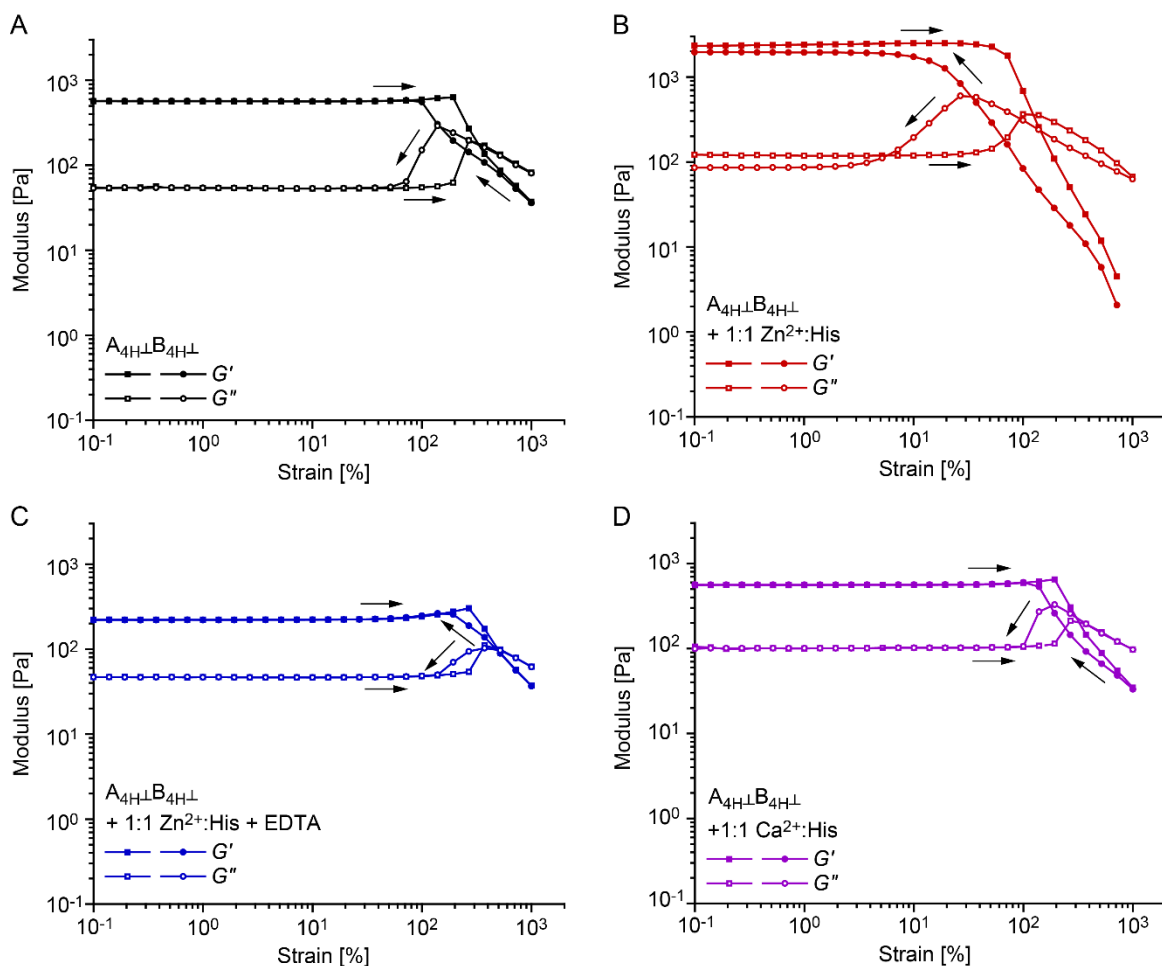 A
Modulus [Pa]
10³
10²
10¹
10⁰
10⁻¹
A₄H⊥B₄H⊥
G'
G"
10⁻¹ 10⁰ 10¹ 10² 10³
Strain [%]
B
Modulus [Pa]
10³
10²
10¹
10⁰
10⁻¹
A₄H⊥B₄H⊥
+ 1:1 Zn²⁺:His
G'
G"
10⁻¹ 10⁰ 10¹ 10² 10³
Strain [%]
C
Modulus [Pa]
10³
10²
10¹
10⁰
10⁻¹
A₄H⊥B₄H⊥
+ 1:1 Zn²⁺:His + EDTA
G'
G"
10⁻¹ 10⁰ 10¹ 10² 10³
Strain [%]
D
Modulus [Pa]
10³
10²
10¹
10⁰
10⁻¹
A₄H⊥B₄H⊥
+1:1 Ca²⁺:His
G'
G"
10⁻¹ 10⁰ 10¹ 10² 10³
Strain [%]